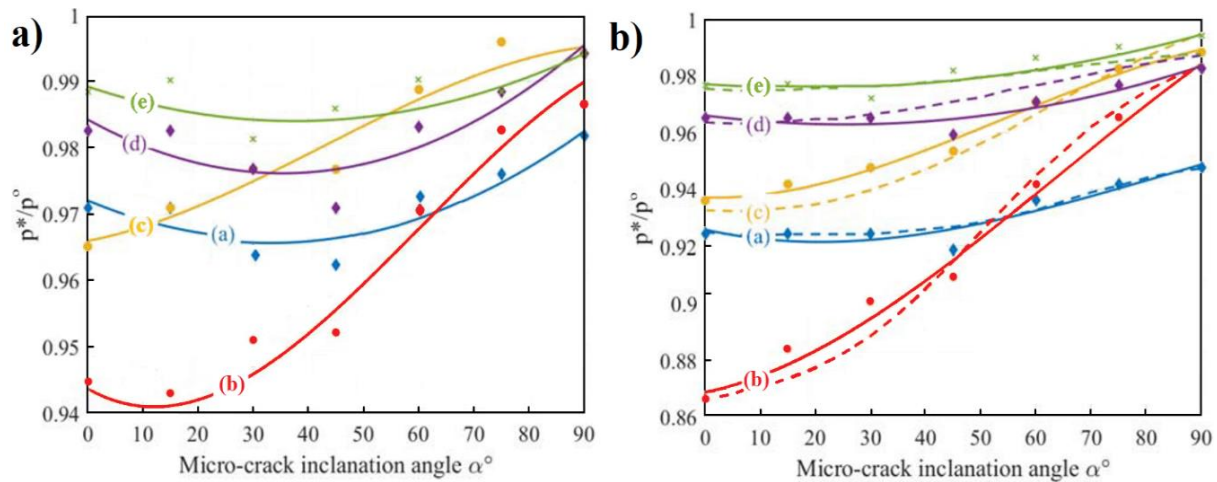 a)
1
0.99
0.98
0.97
0.96
0.95
0.94
p*/p°
(e)
(d)
(c)
(a)
(b)
0 10 20 30 40 50 60 70 80 90
Micro-crack inclanation angle α°
b)
1
0.98
0.96
0.94
0.92
0.9
0.88
0.86
p*/p°
(e)
(d)
(c)
(a)
(b)
0 10 20 30 40 50 60 70 80 90
Micro-crack inclanation angle α°